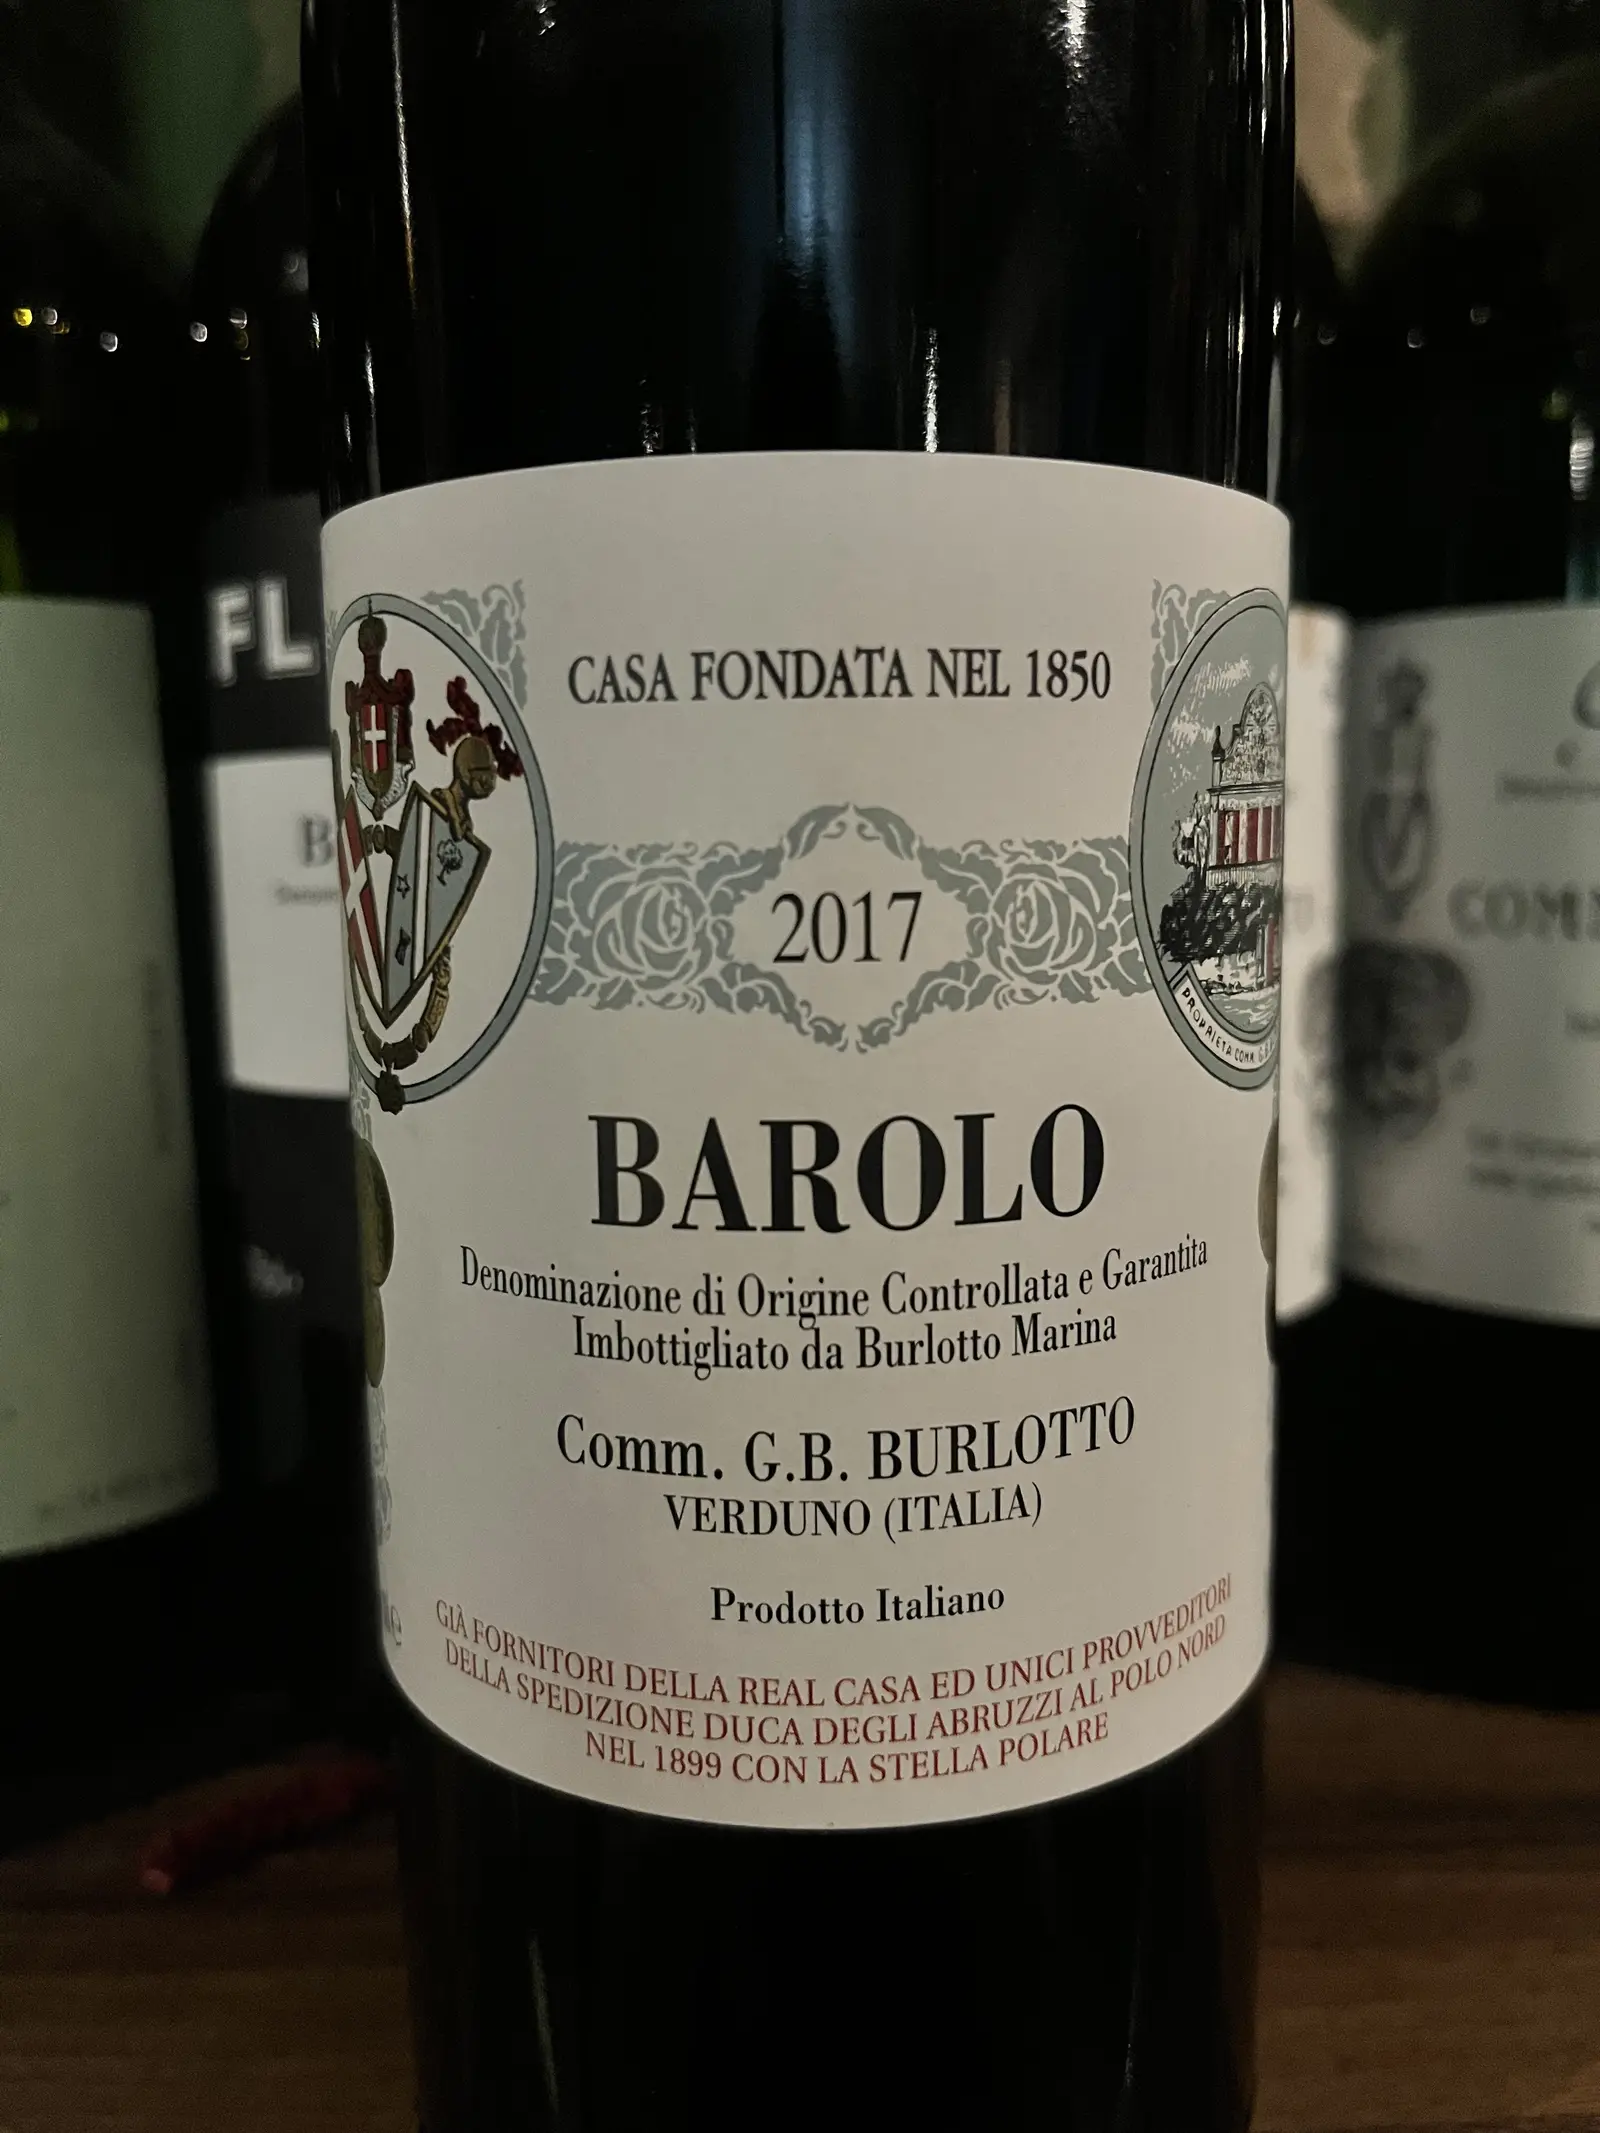 CASA FONDATA NEL 1850
2017
PROPRIETA COMM. G.B.
BAROLO
Denominazione di Origine Controllata e Garantita
Imbottigliato da Burlotto Marina
Comm. G.B. BURLOTTO
VERDUNO (ITALIA)
Prodotto Italiano
GIÀ FORNITORI DELLA REAL CASA ED UNICI PROVVEDITORI
DELLA SPEDIZIONE DUCA DEGLI ABRUZZI AL POLO NORD
NEL 1899 CON LA STELLA POLARE
FL
B